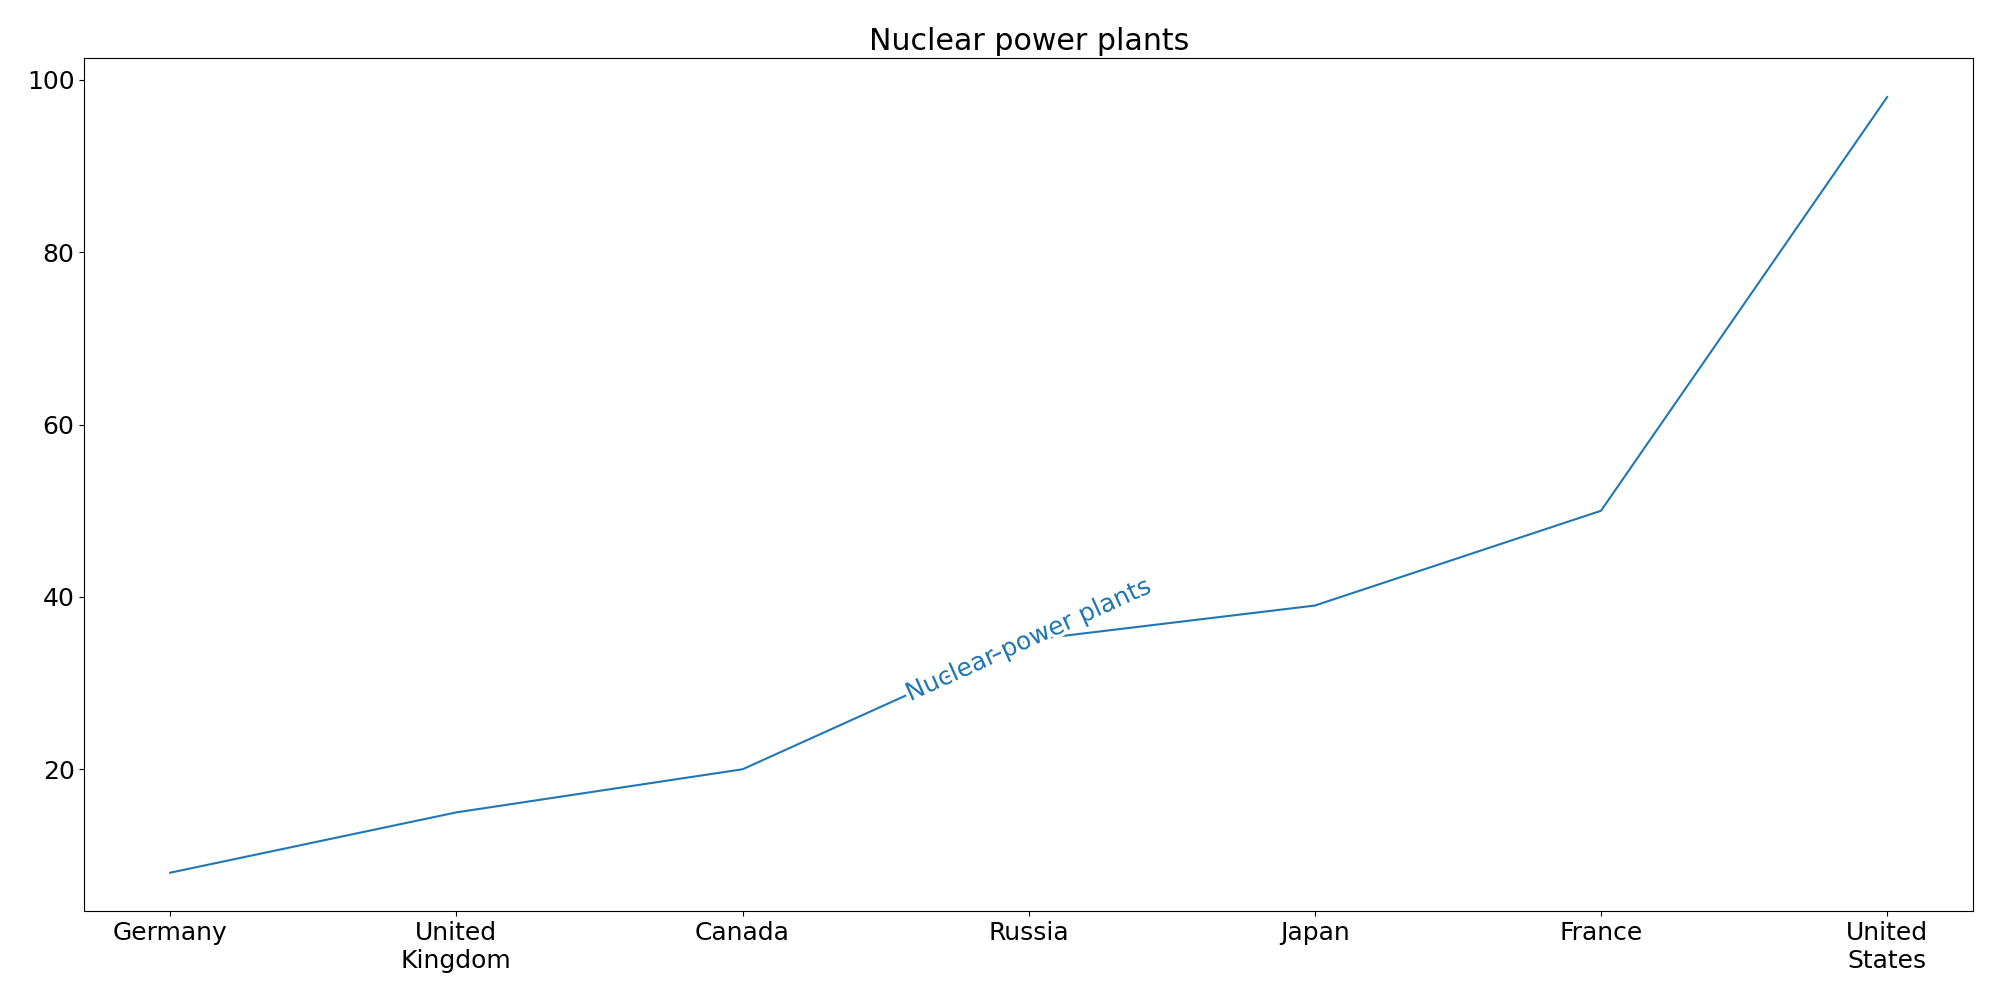 Nuclear power plants
100
80
60
40
20
Nuclear power plants
Germany
United
Kingdom
Canada
Russia
Japan
France
United
States